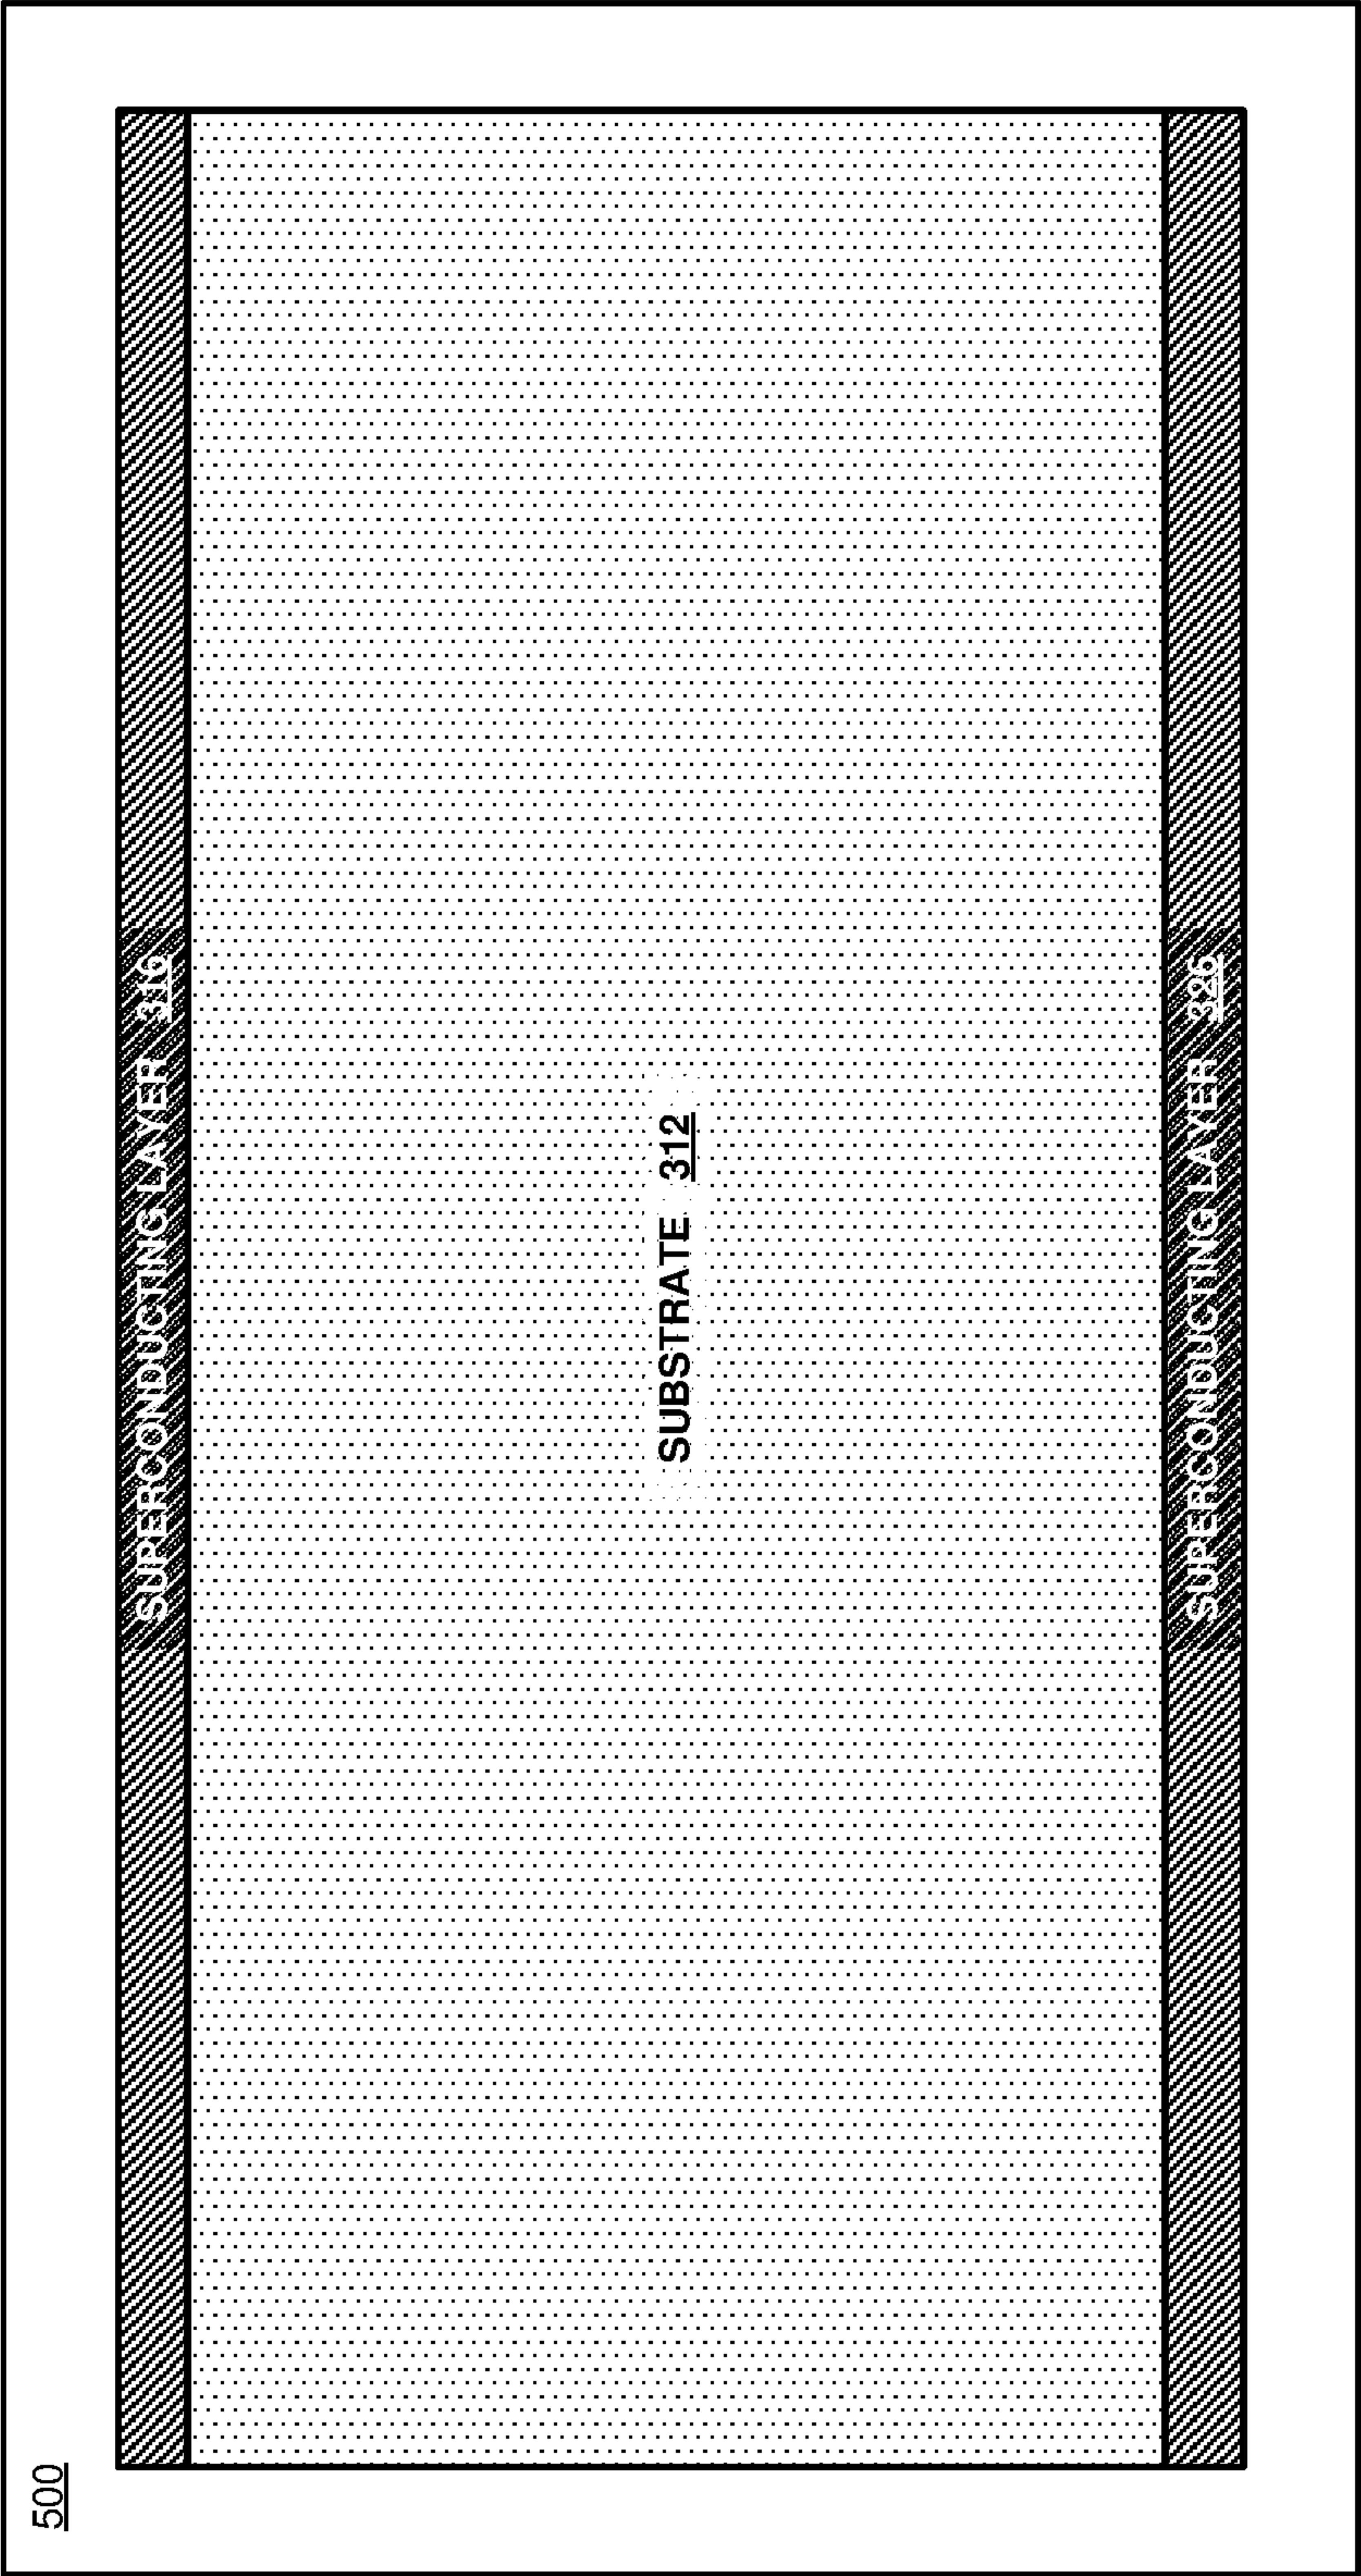 500
SUPERCONDUCTING LAYER 316
SUBSTRATE 312
SUPERCONDUCTING LAYER 326